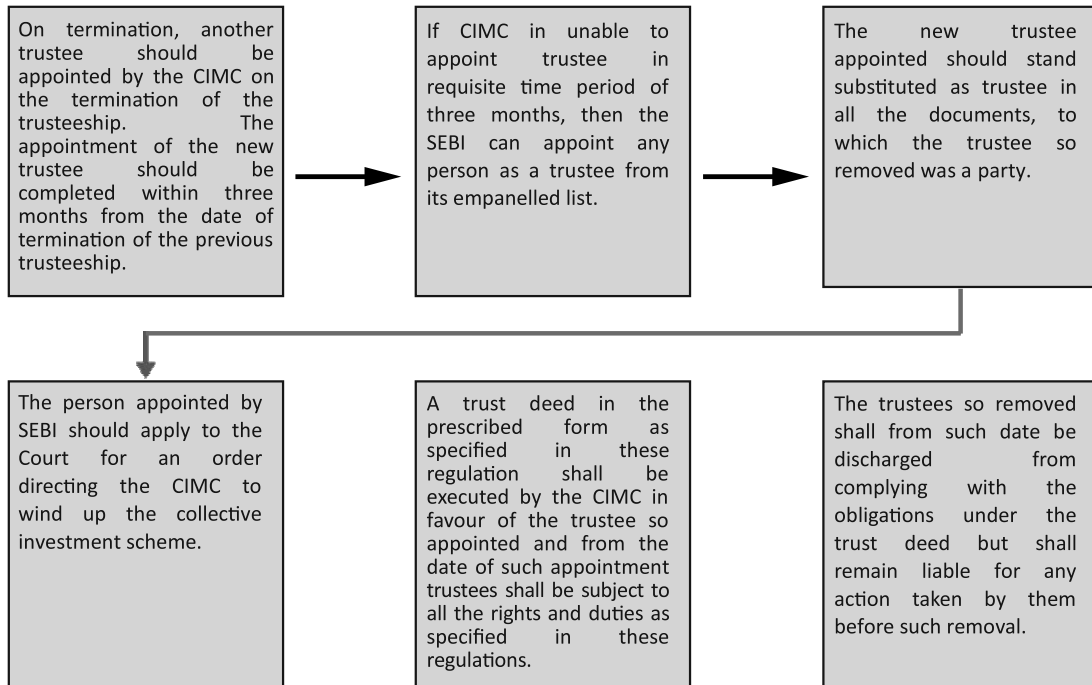 On termination, another
trustee should be
appointed by the CIMC on
the termination of the
trusteeship. The
appointment of the new
trustee should be
completed within three
months from the date of
termination of the previous
trusteeship.
If CIMC in unable to
appoint trustee in
requisite time period of
three months, then the
SEBI can appoint any
person as a trustee from
its empanelled list.
The new trustee
appointed should stand
substituted as trustee in
all the documents, to
which the trustee so
removed was a party.
The person appointed by
SEBI should apply to the
Court for an order
directing the CIMC to
wind up the collective
investment scheme.
A trust deed in the
prescribed form as
specified in these
regulation shall be
executed by the CIMC in
favour of the trustee so
appointed and from the
date of such appointment
trustees shall be subject to
all the rights and duties as
specified in these
regulations.
The trustees so removed
shall from such date be
discharged from
complying with the
obligations under the
trust deed but shall
remain liable for any
action taken by them
before such removal.